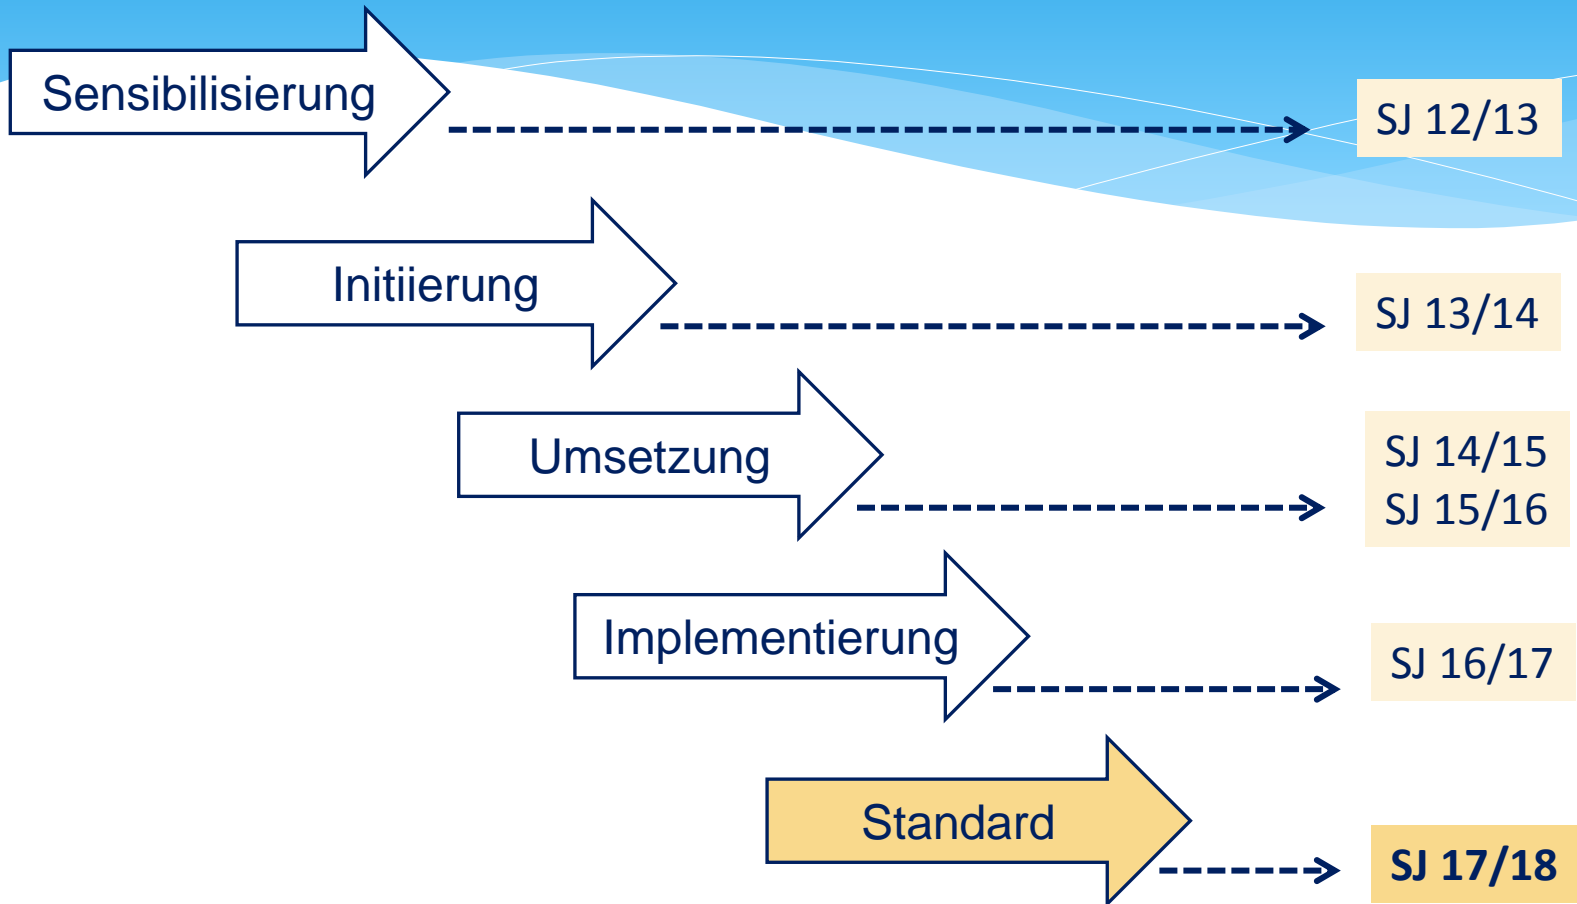 Sensibilisierung
SJ 12/13
Initiierung
SJ 13/14
Umsetzung
SJ 14/15
SJ 15/16
Implementierung
SJ 16/17
Standard
SJ 17/18